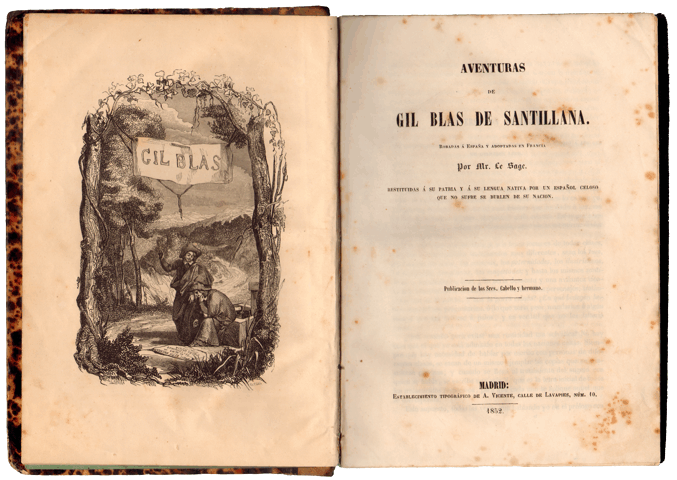 GIL BLAS
AVENTURAS
DE
GIL BLAS DE SANTILLANA.
ROBADAS Á ESPAÑA Y ADOPTADAS EN FRANCIA
Por Mr. Le Sage.
RESTITUIDAS Á SU PATRIA Y Á SU LENGUA NATIVA POR UN ESPAÑOL CELOSO
QUE NO SUFRE SE BURLEN DE SU NACION.
Publicacion de los Sres. Cabello y hermano.
MADRID:
ESTABLECIMIENTO TIPOGRÁFICO DE A. VICENTE, CALLE DE LAVAPIES, NÚM. 10.
1852.